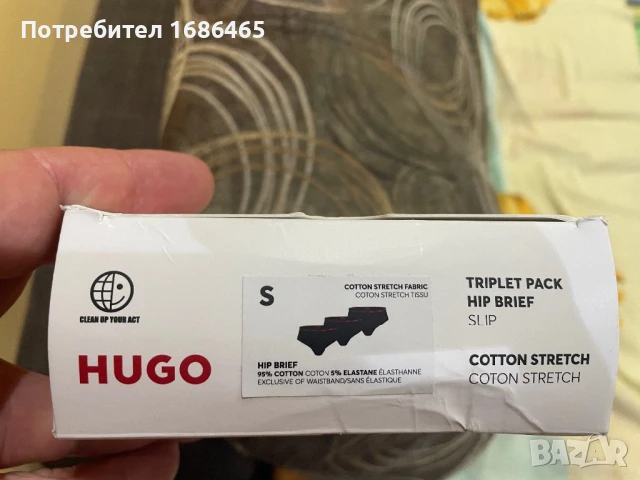 Потребител 1686465
CLEAN UP YOUR ACT
HUGO
S
COTTON STRETCH FABRIC
COTON STRETCH TISSU
HIP BRIEF
95% COTTON COTON 5% ELASTANE ÉLASTHANNE
EXCLUSIVE OF WAISTBAND/SANS ÉLASTIQUE
TRIPLET PACK
HIP BRIEF
SLIP
COTTON STRETCH
COTON STRETCH
BAZAR